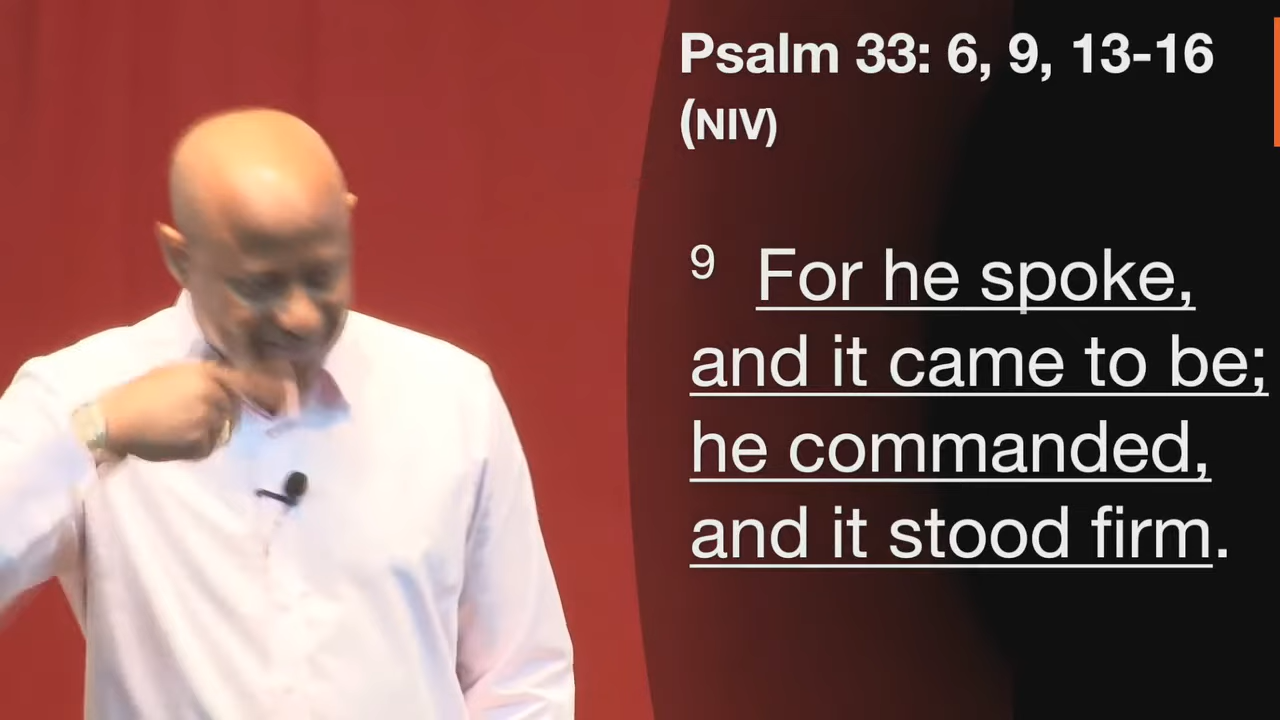 Psalm 33: 6, 9, 13-16
(NIV)
9 For he spoke,
and it came to be;
he commanded,
and it stood firm.